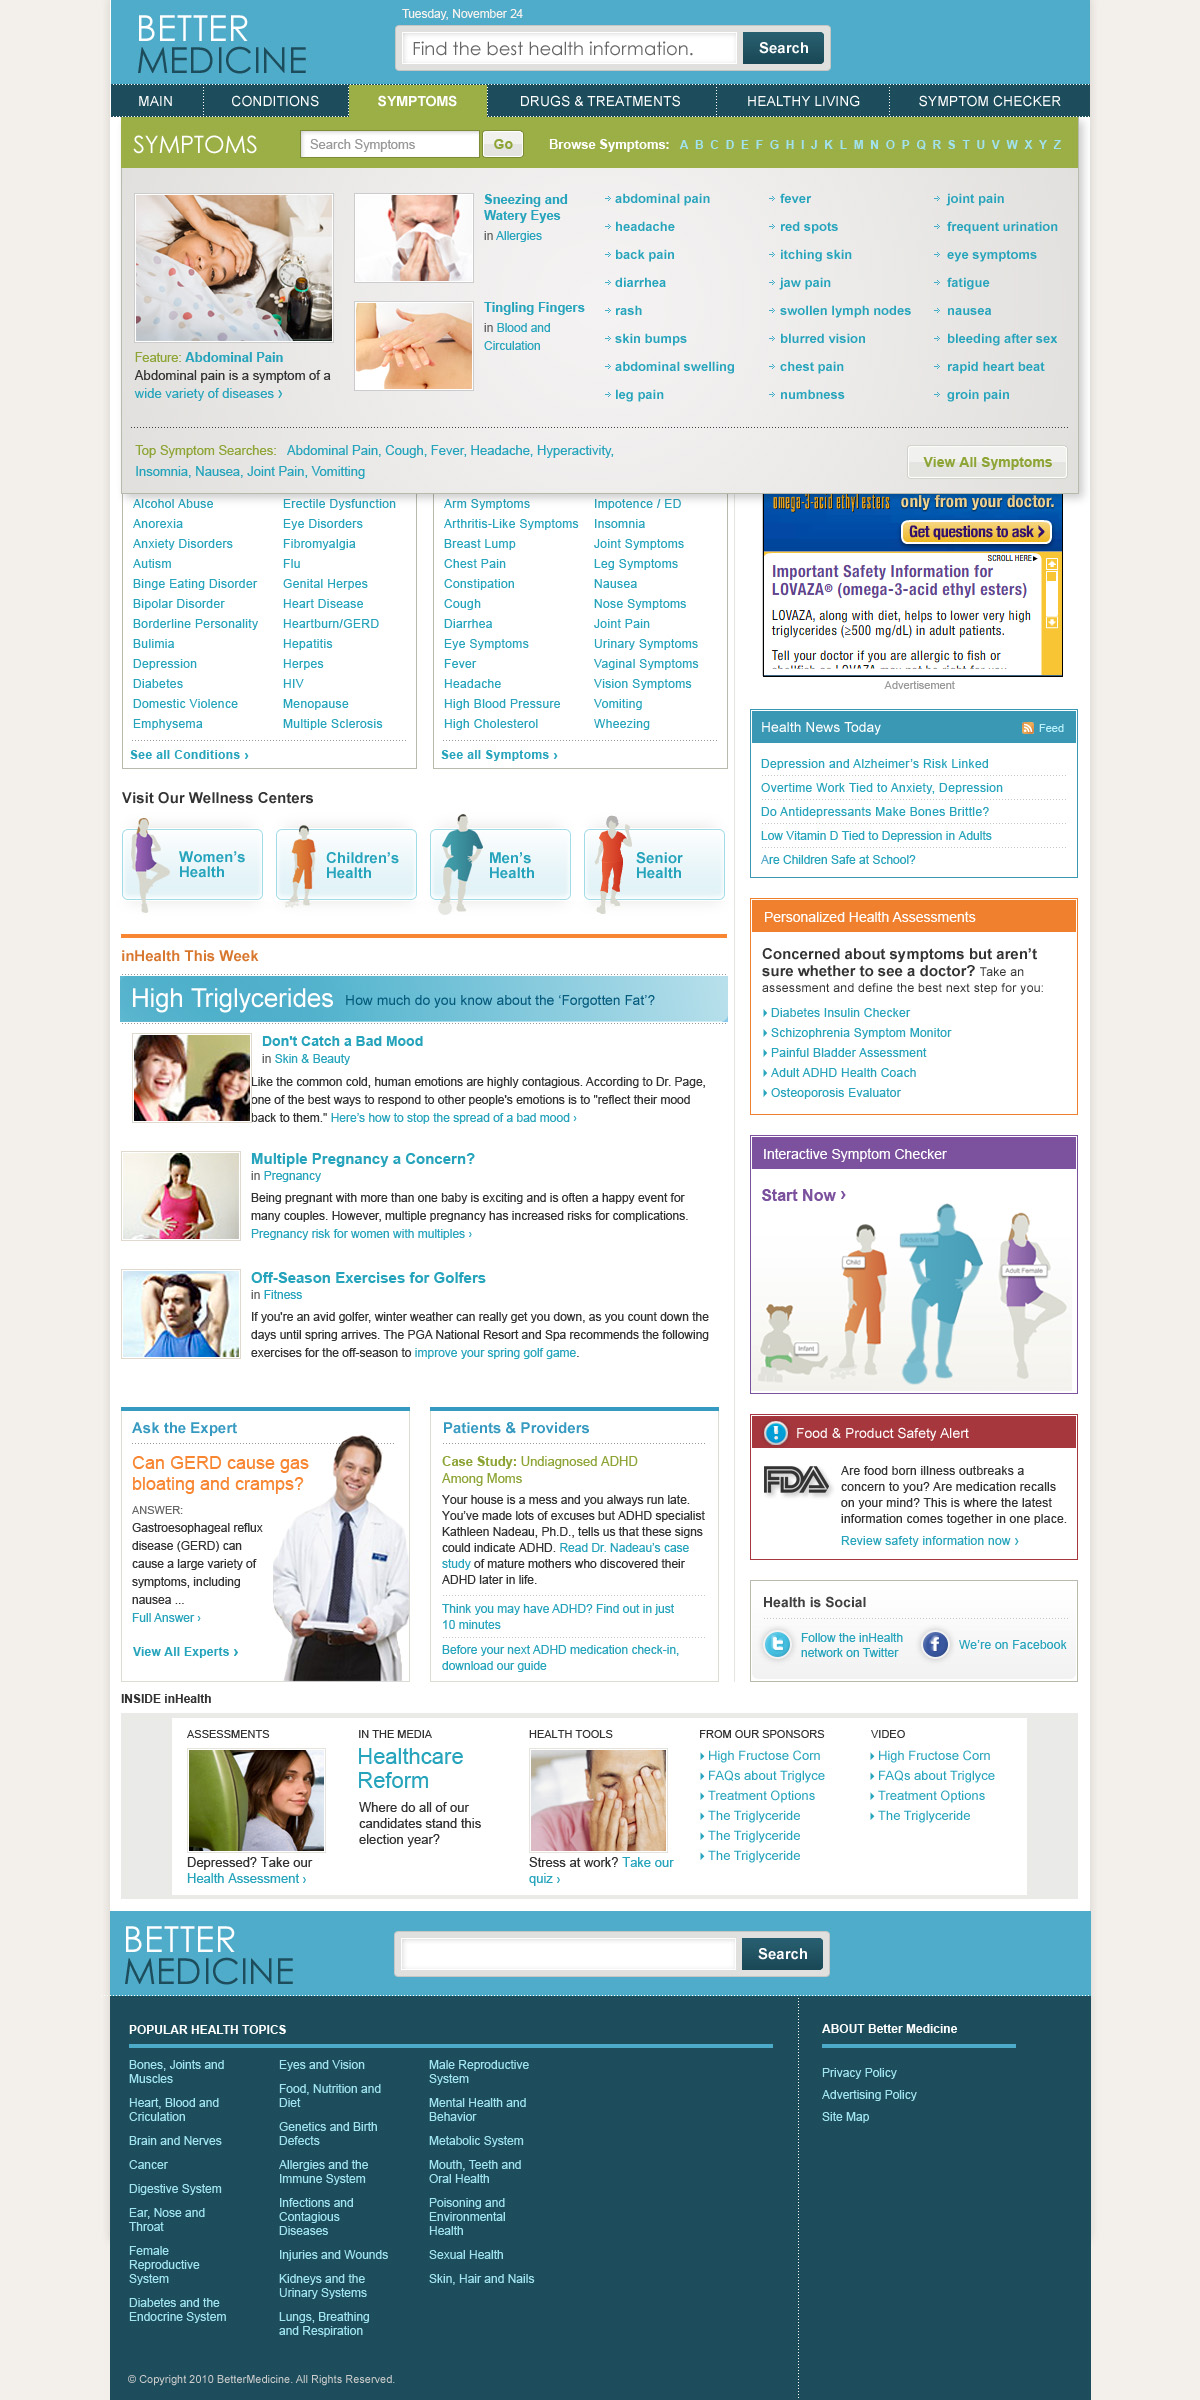 BETTER
MEDICINE
Tuesday, November 24
Find the best health information.
Search
MAIN
CONDITIONS
SYMPTOMS
DRUGS & TREATMENTS
HEALTHY LIVING
SYMPTOM CHECKER
SYMPTOMS
Search Symptoms
Go
Browse Symptoms: A B C D E F G H I J K L M N O P Q R S T U V W X Y Z
Feature: Abdominal Pain
Abdominal pain is a symptom of a
wide variety of diseases ›
Sneezing and
Watery Eyes
in Allergies
Tingling Fingers
in Blood and
Circulation
abdominal pain
headache
back pain
diarrhea
rash
skin bumps
abdominal swelling
leg pain
fever
red spots
itching skin
jaw pain
swollen lymph nodes
blurred vision
chest pain
numbness
joint pain
frequent urination
eye symptoms
fatigue
nausea
bleeding after sex
rapid heart beat
groin pain
Top Symptom Searches: Abdominal Pain, Cough, Fever, Headache, Hyperactivity,
Insomnia, Nausea, Joint Pain, Vomitting
View All Symptoms
Alcohol Abuse
Anorexia
Anxiety Disorders
Autism
Binge Eating Disorder
Bipolar Disorder
Borderline Personality
Bulimia
Depression
Diabetes
Domestic Violence
Emphysema
Erectile Dysfunction
Eye Disorders
Fibromyalgia
Flu
Genital Herpes
Heart Disease
Heartburn/GERD
Hepatitis
Herpes
HIV
Menopause
Multiple Sclerosis
See all Conditions ›
Arm Symptoms
Arthritis-Like Symptoms
Breast Lump
Chest Pain
Constipation
Cough
Diarrhea
Eye Symptoms
Fever
Headache
High Blood Pressure
High Cholesterol
Impotence / ED
Insomnia
Joint Symptoms
Leg Symptoms
Nausea
Nose Symptoms
Joint Pain
Urinary Symptoms
Vaginal Symptoms
Vision Symptoms
Vomiting
Wheezing
See all Symptoms ›
omega-3-acid ethyl esters
only from your doctor.
Get questions to ask ›
SCROLL HERE
Important Safety Information for
LOVAZA® (omega-3-acid ethyl esters)
LOVAZA, along with diet, helps to lower very high
triglycerides (≥500 mg/dL) in adult patients.
Tell your doctor if you are allergic to fish or
shellfish or LOVAZA may not be right for you
Advertisement
Health News Today
Feed
Depression and Alzheimer's Risk Linked
Overtime Work Tied to Anxiety, Depression
Do Antidepressants Make Bones Brittle?
Low Vitamin D Tied to Depression in Adults
Are Children Safe at School?
Visit Our Wellness Centers
Women's
Health
Children's
Health
Men's
Health
Senior
Health
Personalized Health Assessments
Concerned about symptoms but aren't
sure whether to see a doctor? Take an
assessment and define the best next step for you:
Diabetes Insulin Checker
Schizophrenia Symptom Monitor
Painful Bladder Assessment
Adult ADHD Health Coach
Osteoporosis Evaluator
inHealth This Week
High Triglycerides How much do you know about the 'Forgotten Fat'?
Don't Catch a Bad Mood
in Skin & Beauty
Like the common cold, human emotions are highly contagious. According to Dr. Page,
one of the best ways to respond to other people's emotions is to "reflect their mood
back to them." Here's how to stop the spread of a bad mood ›
Multiple Pregnancy a Concern?
in Pregnancy
Being pregnant with more than one baby is exciting and is often a happy event for
many couples. However, multiple pregnancy has increased risks for complications.
Pregnancy risk for women with multiples ›
Off-Season Exercises for Golfers
in Fitness
If you're an avid golfer, winter weather can really get you down, as you count down the
days until spring arrives. The PGA National Resort and Spa recommends the following
exercises for the off-season to improve your spring golf game.
Interactive Symptom Checker
Start Now ›
Infant
Child
Adult Male
Adult Female
Ask the Expert
Can GERD cause gas
bloating and cramps?
ANSWER:
Gastroesophageal reflux
disease (GERD) can
cause a large variety of
symptoms, including
nausea ...
Full Answer ›
View All Experts ›
Patients & Providers
Case Study: Undiagnosed ADHD
Among Moms
Your house is a mess and you always run late.
You've made lots of excuses but ADHD specialist
Kathleen Nadeau, Ph.D., tells us that these signs
could indicate ADHD. Read Dr. Nadeau's case
study of mature mothers who discovered their
ADHD later in life.
Think you may have ADHD? Find out in just
10 minutes
Before your next ADHD medication check-in,
download our guide
Food & Product Safety Alert
FDA
Are food born illness outbreaks a
concern to you? Are medication recalls
on your mind? This is where the latest
information comes together in one place.
Review safety information now ›
Health is Social
Follow the inHealth
network on Twitter
We're on Facebook
INSIDE inHealth
ASSESSMENTS
Depressed? Take our
Health Assessment ›
IN THE MEDIA
Healthcare
Reform
Where do all of our
candidates stand this
election year?
HEALTH TOOLS
Stress at work? Take our
quiz ›
FROM OUR SPONSORS
High Fructose Corn
FAQs about Triglyce
Treatment Options
The Triglyceride
The Triglyceride
The Triglyceride
VIDEO
High Fructose Corn
FAQs about Triglyce
Treatment Options
The Triglyceride
BETTER
MEDICINE
Search
POPULAR HEALTH TOPICS
Bones, Joints and
Muscles
Heart, Blood and
Criculation
Brain and Nerves
Cancer
Digestive System
Ear, Nose and
Throat
Female
Reproductive
System
Diabetes and the
Endocrine System
Eyes and Vision
Food, Nutrition and
Diet
Genetics and Birth
Defects
Allergies and the
Immune System
Infections and
Contagious
Diseases
Injuries and Wounds
Kidneys and the
Urinary Systems
Lungs, Breathing
and Respiration
Male Reproductive
System
Mental Health and
Behavior
Metabolic System
Mouth, Teeth and
Oral Health
Poisoning and
Environmental
Health
Sexual Health
Skin, Hair and Nails
ABOUT Better Medicine
Privacy Policy
Advertising Policy
Site Map
© Copyright 2010 BetterMedicine. All Rights Reserved.